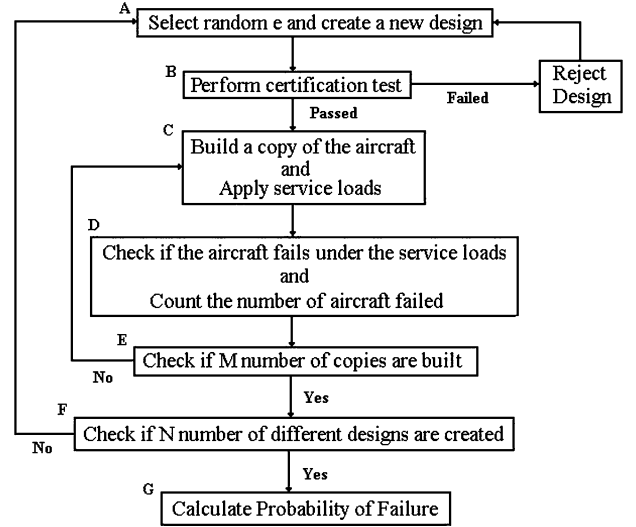 A
Select random e and create a new design
B
Perform certification test
Failed
Reject
Design
Passed
C
Build a copy of the aircraft
and
Apply service loads
D
Check if the aircraft fails under the service loads
and
Count the number of aircraft failed
E
Check if M number of copies are built
No
Yes
F
Check if N number of different designs are created
No
Yes
G
Calculate Probability of Failure